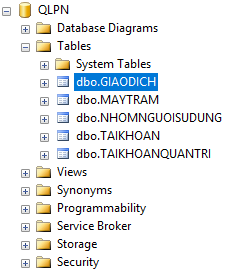 QLPN
Database Diagrams
Tables
System Tables
dbo.GIAODICH
dbo.MAYTRAM
dbo.NHOMNGUOISUDUNG
dbo.TAIKHOAN
dbo.TAIKHOANQUANTRI
Views
Synonyms
Programmability
Service Broker
Storage
Security